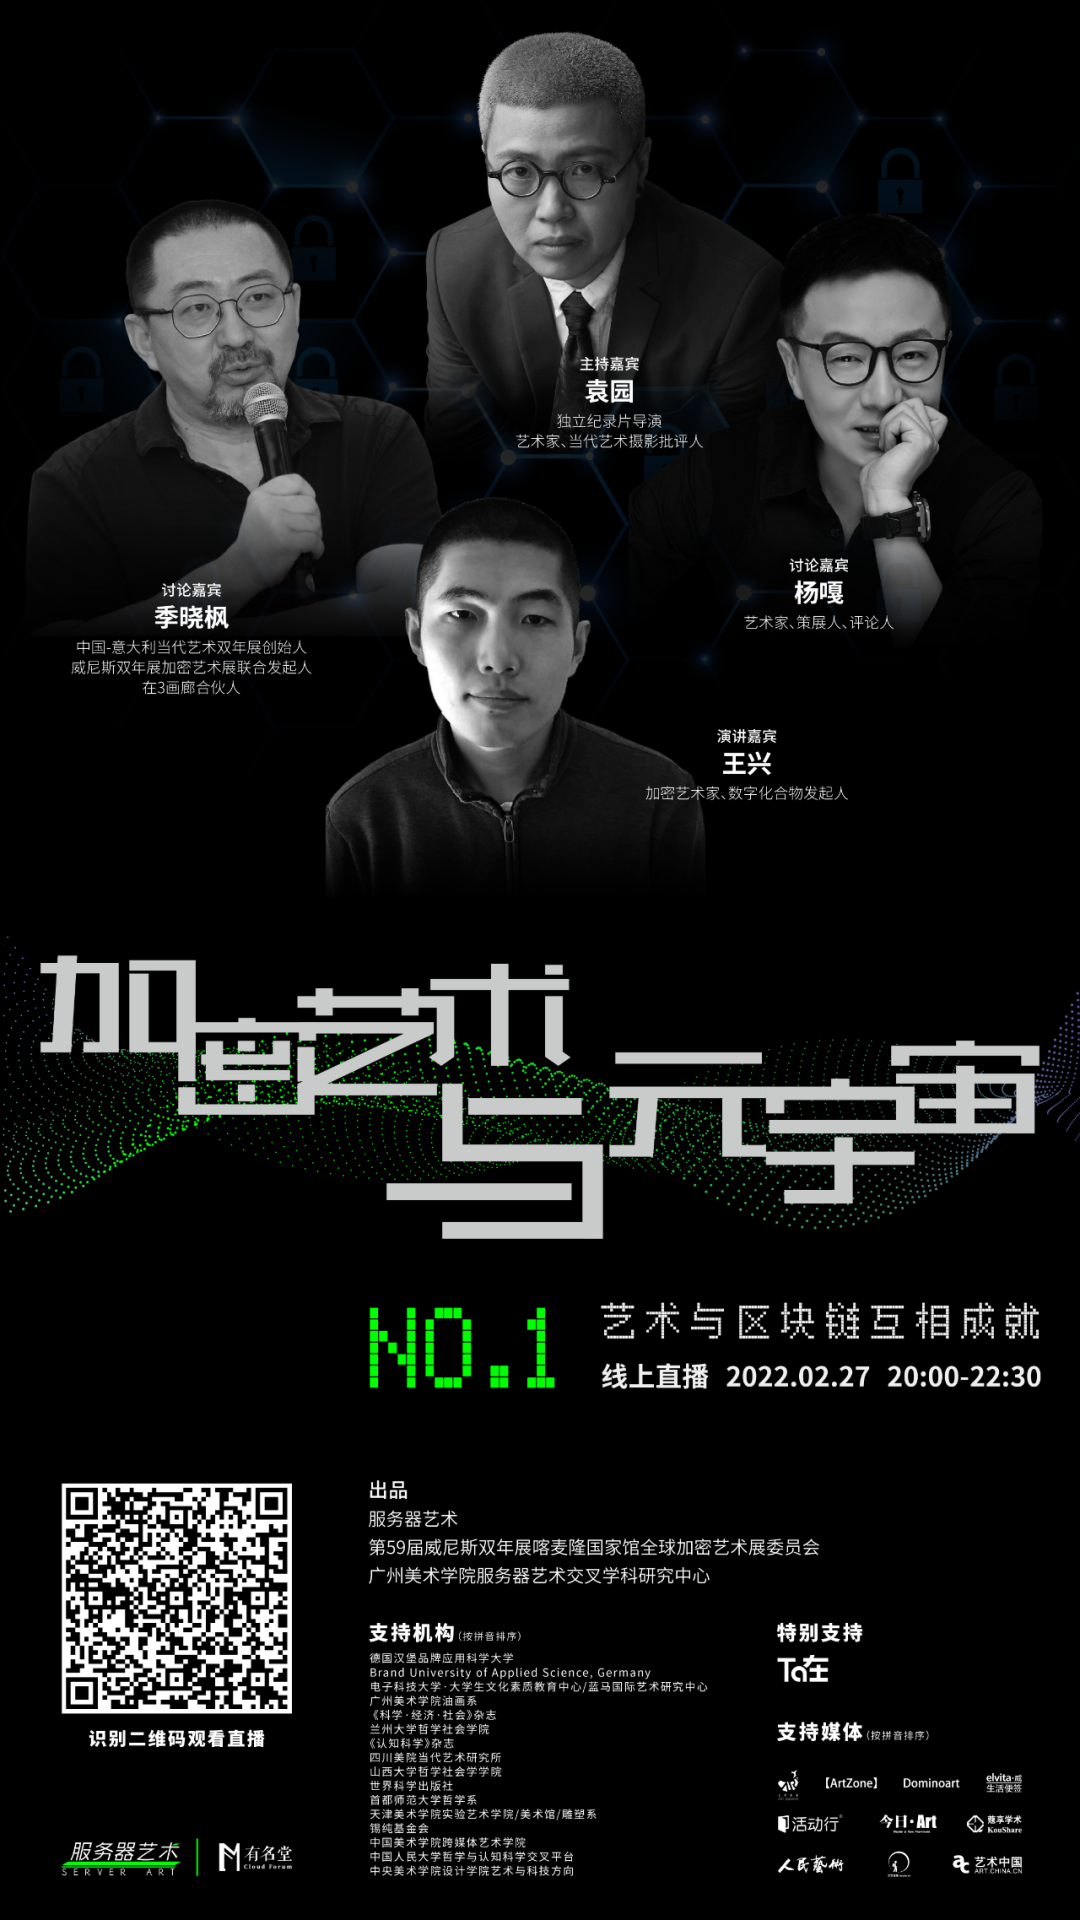 主持嘉宾
袁园
独立纪录片导演
艺术家、当代艺术摄影批评人
讨论嘉宾
季晓枫
中国-意大利当代艺术双年展创始人
威尼斯双年展加密艺术展联合发起人
在3画廊合伙人
讨论嘉宾
杨嘎
艺术家、策展人、评论人
演讲嘉宾
王兴
加密艺术家、数字化合物发起人
加密艺术
与元宇宙
NO.1
艺术与区块链互相成就
线上直播 2022.02.27 20:00-22:30
识别二维码观看直播
出品
服务器艺术
第59届威尼斯双年展喀麦隆国家馆全球加密艺术展委员会
广州美术学院服务器艺术交叉学科研究中心
支持机构(按拼音排序)
德国汉堡品牌应用科学大学
Brand University of Applied Science, Germany
电子科技大学·大学生文化素质教育中心/蓝马国际艺术研究中心
广州美术学院油画系
《科学·经济·社会》杂志
兰州大学哲学社会学院
《认知科学》杂志
四川美院当代艺术研究所
山西大学哲学社会学学院
世界科学出版社
首都师范大学哲学系
天津美术学院实验艺术学院/美术馆/雕塑系
锡纯基金会
中国美术学院跨媒体艺术学院
中国人民大学哲学与认知科学交叉平台
中央美术学院设计学院艺术与科技方向
特别支持
Ta在
支持媒体(按拼音排序)
【ArtZone】
Dominoart
elvita·威
生活便签
活动行
今日·Art
蔻享学术
KouShare
人民艺术
艺术中国
ART.CHINA.CN
服务器艺术
SERVER ART
有名堂
Cloud Forum